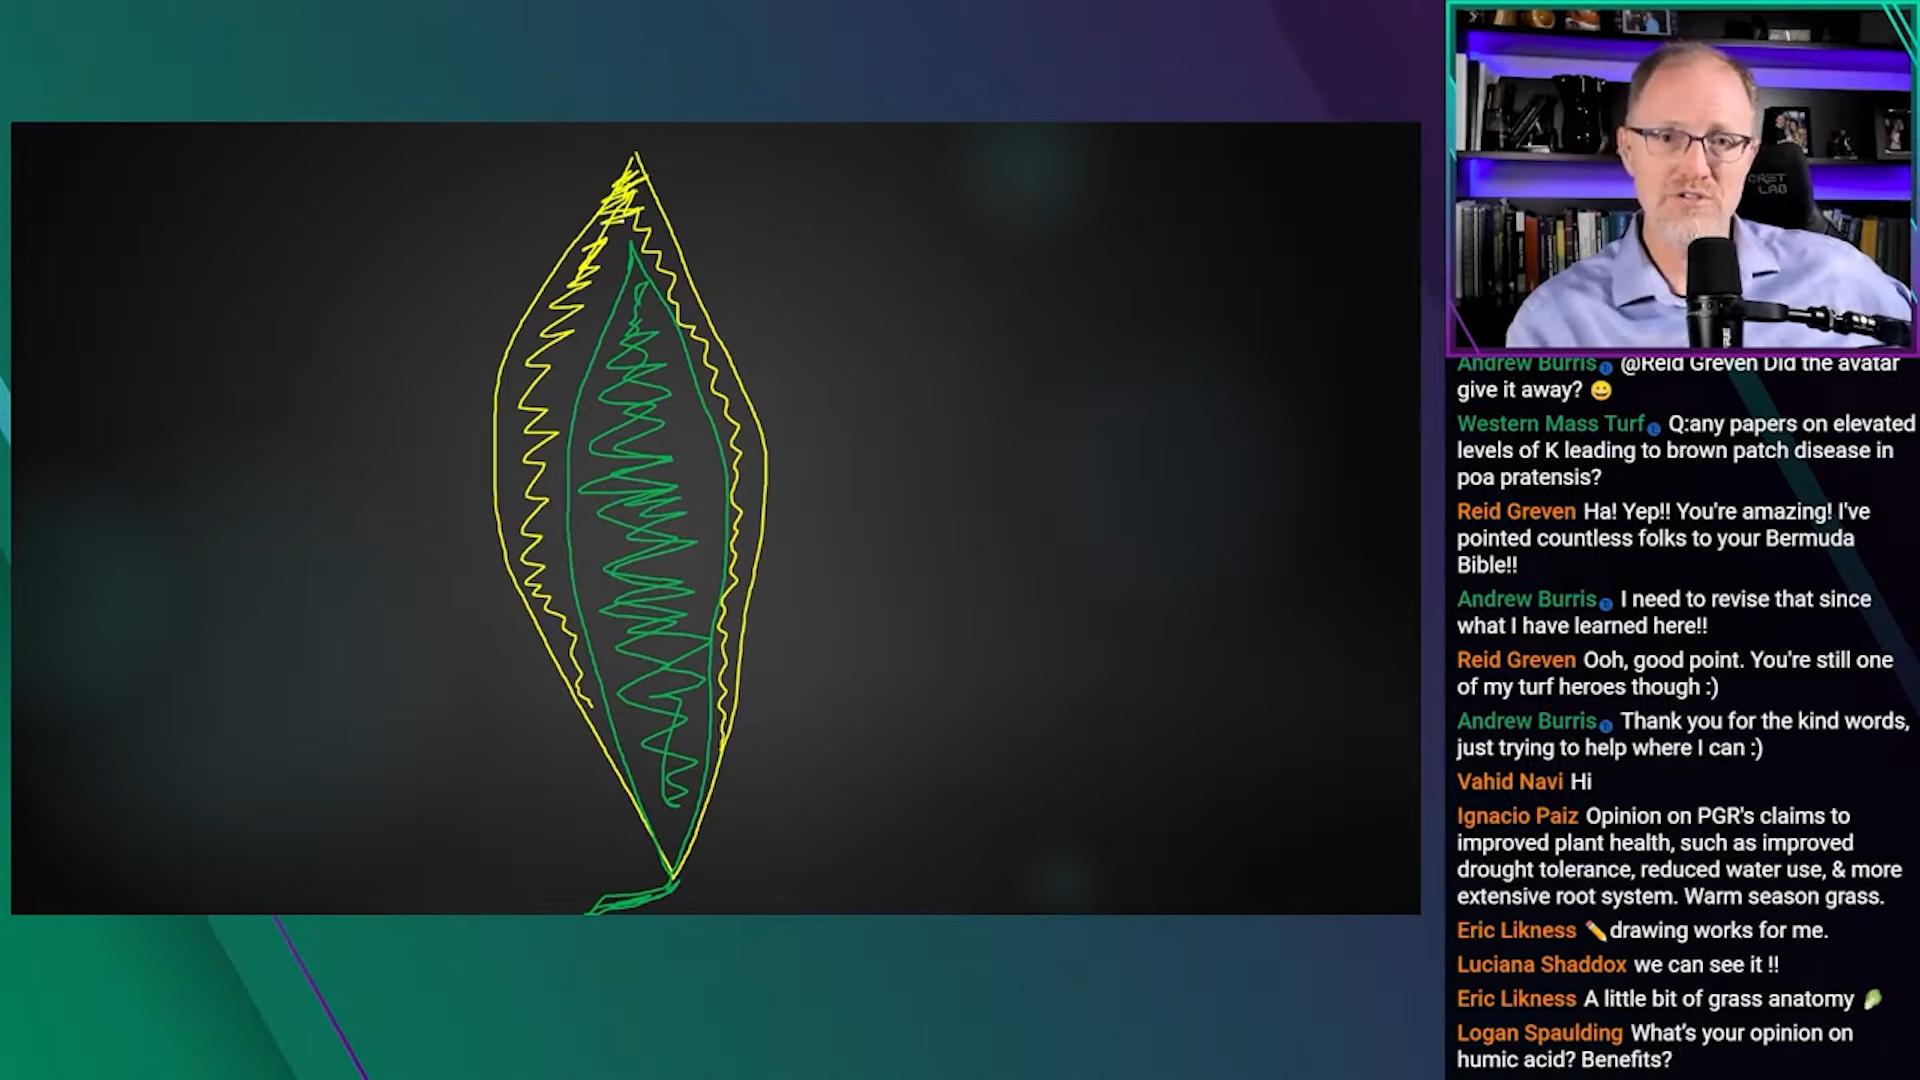 CRET
LAB
Andrew Burris @Reid Greven Did the avatar
give it away? 😀
Western Mass Turf Q:any papers on elevated
levels of K leading to brown patch disease in
poa pratensis?
Reid Greven Ha! Yep!! You're amazing! I've
pointed countless folks to your Bermuda
Bible!!
Andrew Burris I need to revise that since
what I have learned here!!
Reid Greven Ooh, good point. You're still one
of my turf heroes though :)
Andrew Burris Thank you for the kind words,
just trying to help where I can :)
Vahid Navi Hi
Ignacio Paiz Opinion on PGR's claims to
improved plant health, such as improved
drought tolerance, reduced water use, & more
extensive root system. Warm season grass.
Eric Likness ✏️drawing works for me.
Luciana Shaddox we can see it !!
Eric Likness A little bit of grass anatomy 🥬
Logan Spaulding What's your opinion on
humic acid? Benefits?